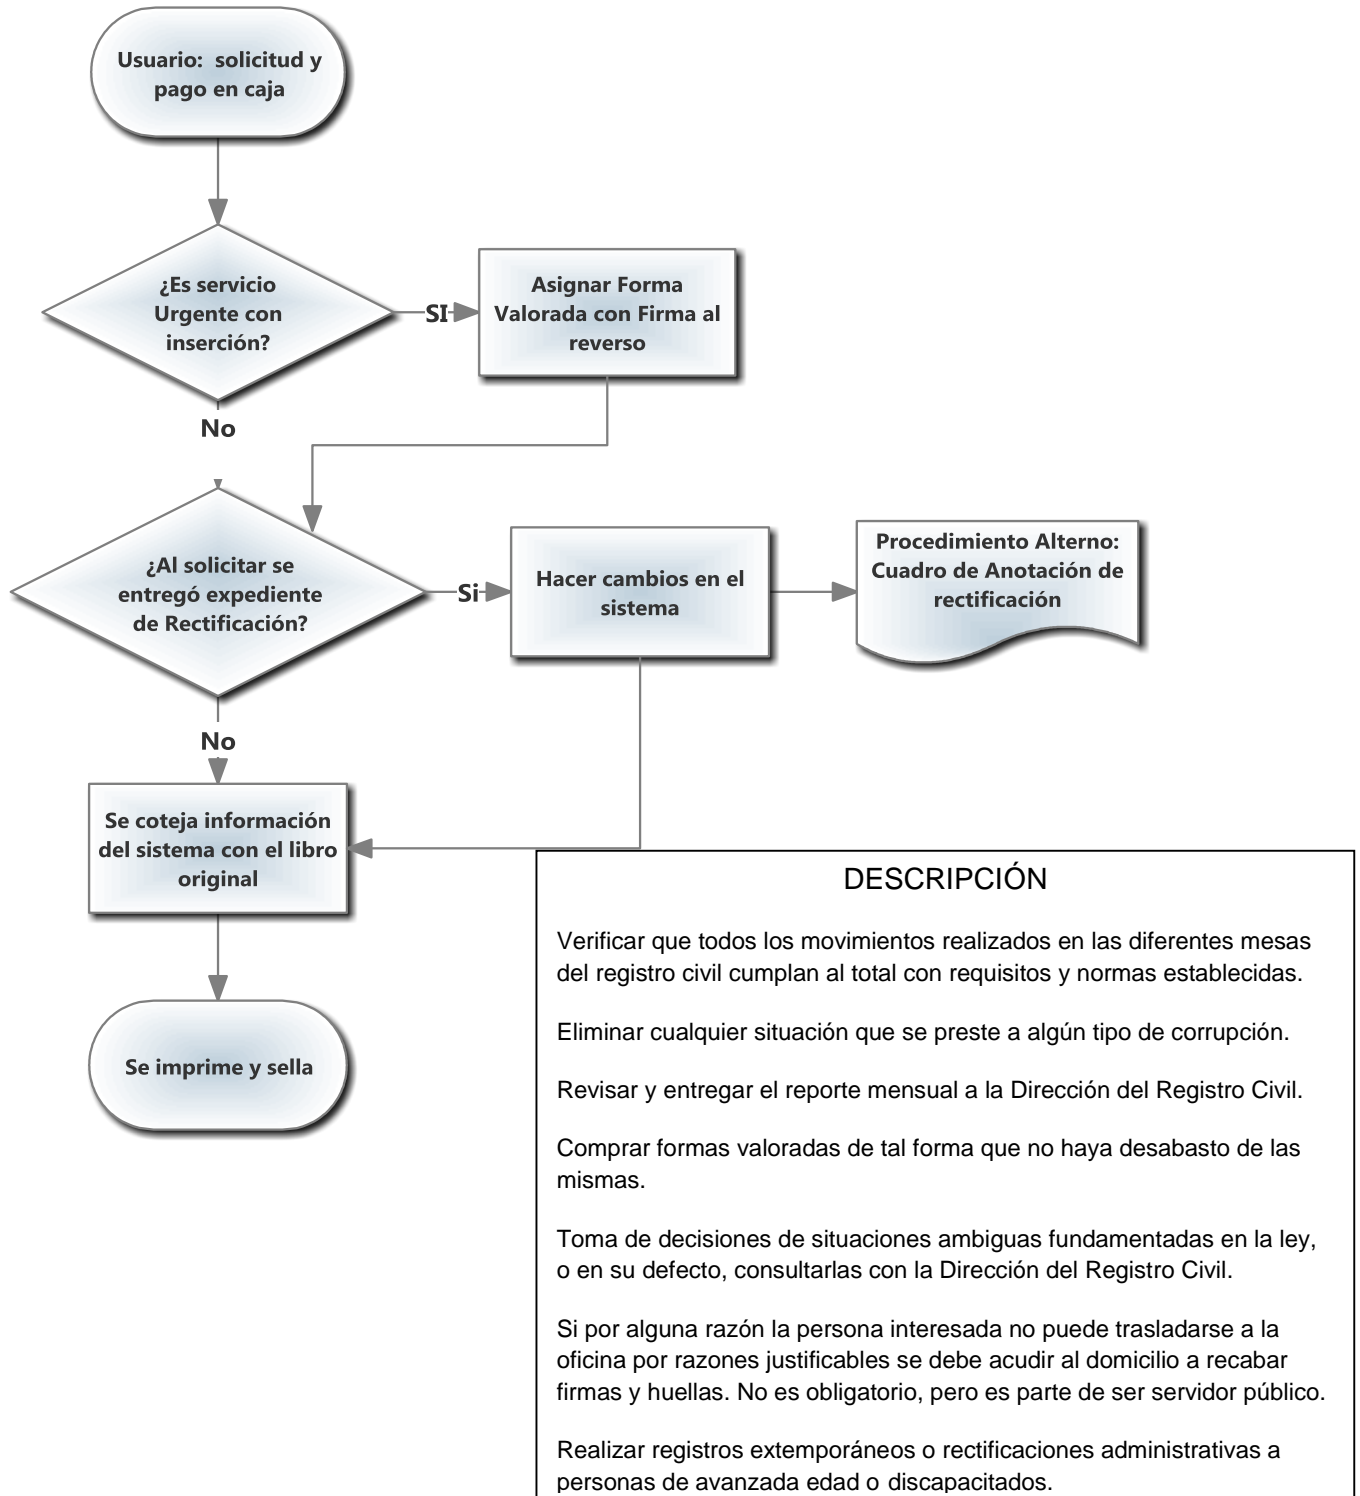 Usuario: solicitud y
pago en caja
¿Es servicio
Urgente con
inserción?
SI
Asignar Forma
Valorada con Firma al
reverso
No
¿Al solicitar se
entregó expediente
de Rectificación?
Si
Hacer cambios en el
sistema
Procedimiento Alterno:
Cuadro de Anotación de
rectificación
No
Se coteja información
del sistema con el libro
original
Se imprime y sella
DESCRIPCIÓN
Verificar que todos los movimientos realizados en las diferentes mesas
del registro civil cumplan al total con requisitos y normas establecidas.
Eliminar cualquier situación que se preste a algún tipo de corrupción.
Revisar y entregar el reporte mensual a la Dirección del Registro Civil.
Comprar formas valoradas de tal forma que no haya desabasto de las
mismas.
Toma de decisiones de situaciones ambiguas fundamentadas en la ley,
o en su defecto, consultarlas con la Dirección del Registro Civil.
Si por alguna razón la persona interesada no puede trasladarse a la
oficina por razones justificables se debe acudir al domicilio a recabar
firmas y huellas. No es obligatorio, pero es parte de ser servidor público.
Realizar registros extemporáneos o rectificaciones administrativas a
personas de avanzada edad o discapacitados.